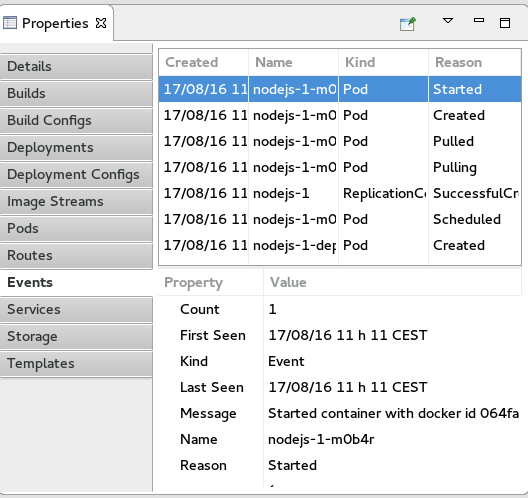 Properties
Details
Builds
Build Configs
Deployments
Deployment Configs
Image Streams
Pods
Routes
Events
Services
Storage
Templates
Created Name Kind Reason
17/08/16 11 nodejs-1-m0 Pod Started
17/08/16 11 nodejs-1-m0 Pod Created
17/08/16 11 nodejs-1-m0 Pod Pulled
17/08/16 11 nodejs-1-m0 Pod Pulling
17/08/16 11 nodejs-1 ReplicationCo SuccessfulCr
17/08/16 11 nodejs-1-m0 Pod Scheduled
17/08/16 11 nodejs-1-dep Pod Created
Property Value
Count 1
First Seen 17/08/16 11 h 11 CEST
Kind Event
Last Seen 17/08/16 11 h 11 CEST
Message Started container with docker id 064fa
Name nodejs-1-m0b4r
Reason Started